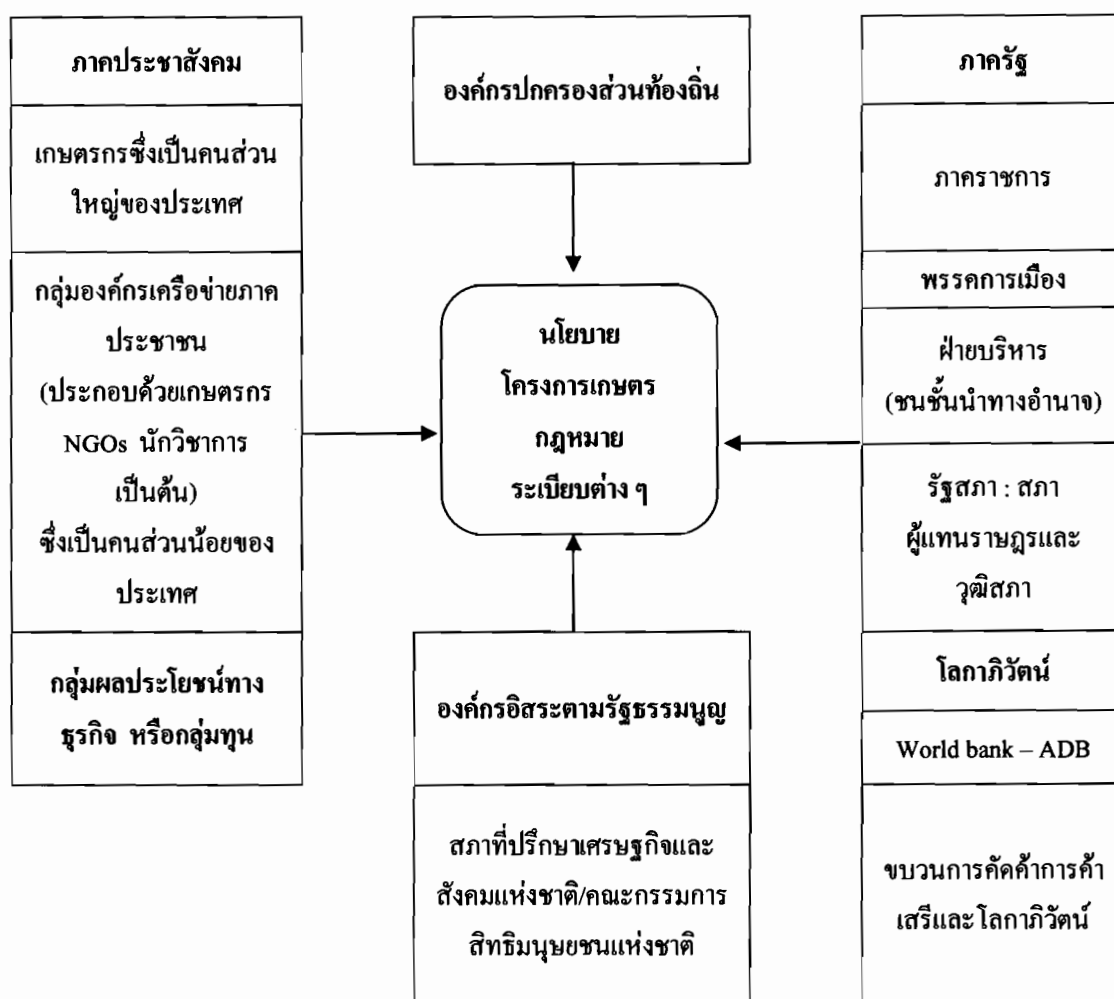 ภาคประชาสังคม
เกษตรกรซึ่งเป็นคนส่วน
ใหญ่ของประเทศ
กลุ่มองค์กรเครือข่ายภาค
ประชาชน
(ประกอบด้วยเกษตรกร
NGOs นักวิชาการ
เป็นต้น)
ซึ่งเป็นคนส่วนน้อยของ
ประเทศ
กลุ่มผลประโยชน์ทาง
ธุรกิจ หรือกลุ่มทุน
องค์กรปกครองส่วนท้องถิ่น
นโยบาย
โครงการเกษตร
กฎหมาย
ระเบียบต่าง ๆ
องค์กรอิสระตามรัฐธรรมนูญ
สภาที่ปรึกษาเศรษฐกิจและ
สังคมแห่งชาติ/คณะกรรมการ
สิทธิมนุษยชนแห่งชาติ
ภาครัฐ
ภาคราชการ
พรรคการเมือง
ฝ่ายบริหาร
(ชนชั้นนำทางอำนาจ)
รัฐสภา : สภา
ผู้แทนราษฎรและ
วุฒิสภา
โลกาภิวัตน์
World bank – ADB
ขบวนการคัดค้าการค้า
เสรีและโลกาภิวัตน์